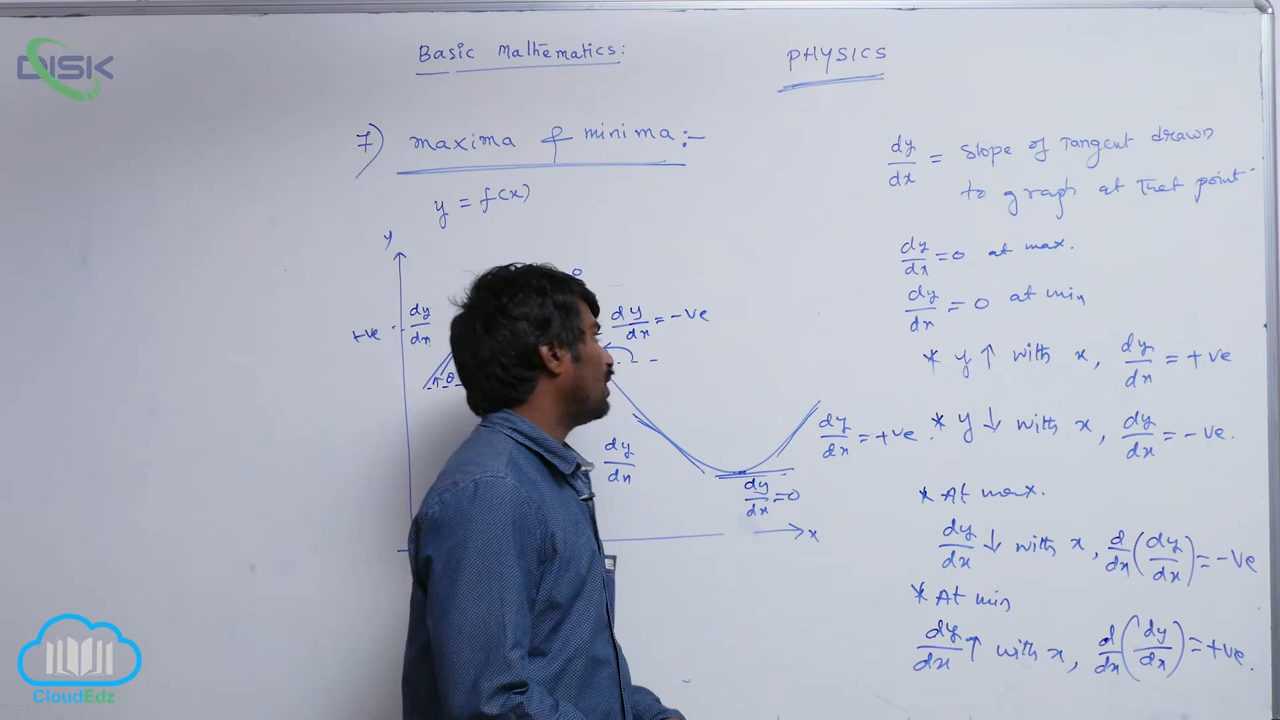 DISK
Basic Mathematics:
PHYSICS
7) maxima & minima :-
y = f(x)
y
dy/dx
+ve
θ
0
dy/dx = -ve
dy/dx
dy/dx = 0
dy/dx = +ve
x
dy/dx = Slope of Tangent drawn
to graph at that point
dy/dx = 0 at max.
dy/dx = 0 at min
* y ↑ with x, dy/dx = +ve
* y ↓ with x, dy/dx = -ve.
* At max.
dy/dx ↓ with x, d/dx (dy/dx) = -ve
* At min
dy/dx ↑ with x, d/dx (dy/dx) = +ve.
CloudEdz